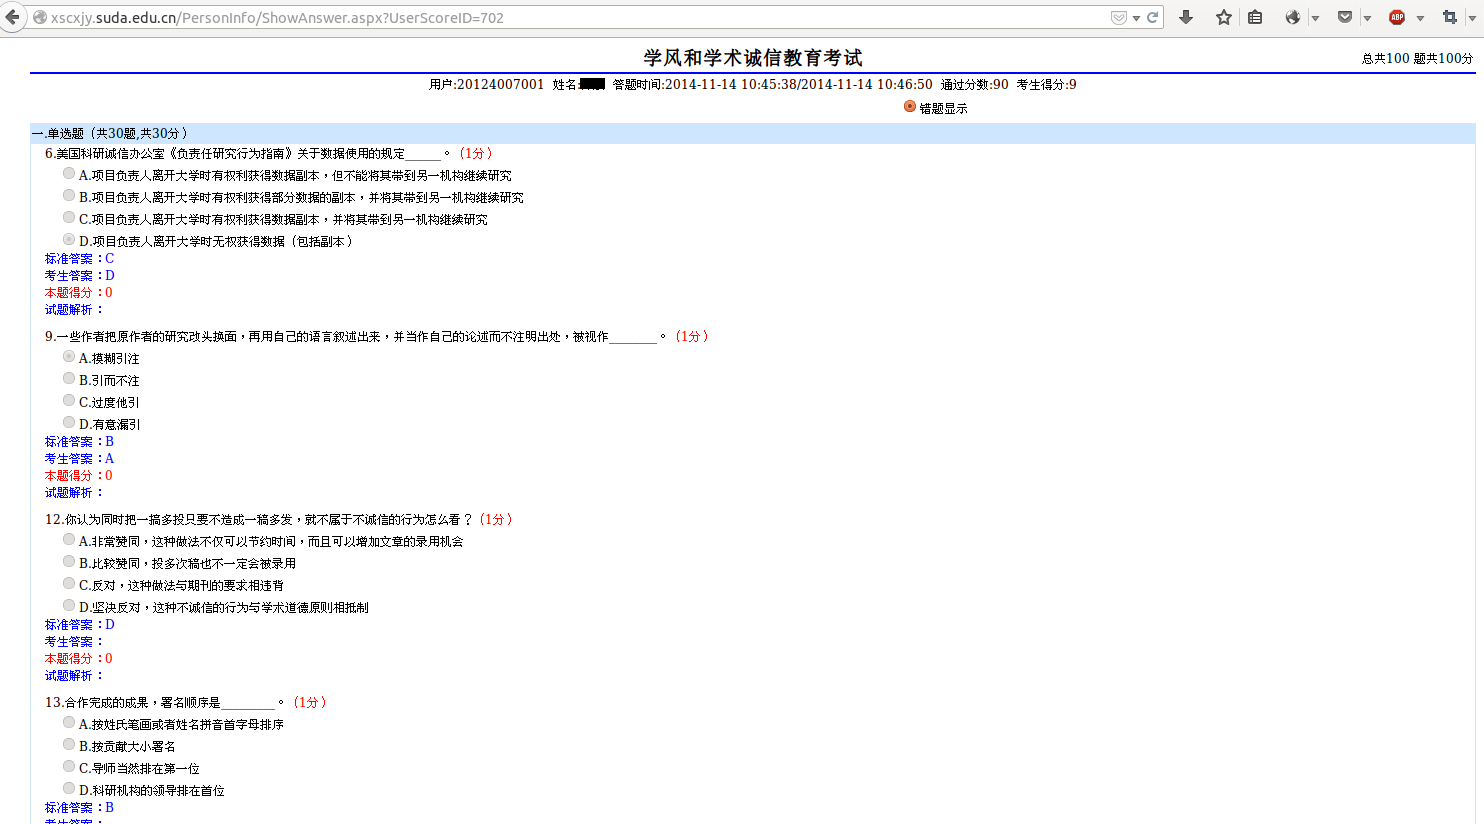 xscxjy.suda.edu.cn/PersonInfo/ShowAnswer.aspx?UserScoreID=702
ABP
学风和学术诚信教育考试
总共100 题共100分
用户:20124007001 姓名: 答题时间:2014-11-14 10:45:38/2014-11-14 10:46:50 通过分数:90 考生得分:9
错题显示
一.单选题（共30题,共30分）
6.美国科研诚信办公室《负责任研究行为指南》关于数据使用的规定______。（1分）
A.项目负责人离开大学时有权利获得数据副本，但不能将其带到另一机构继续研究
B.项目负责人离开大学时有权利获得部分数据的副本，并将其带到另一机构继续研究
C.项目负责人离开大学时有权利获得数据副本，并将其带到另一机构继续研究
D.项目负责人离开大学时无权获得数据（包括副本）
标准答案：C
考生答案：D
本题得分：0
试题解析：
9.一些作者把原作者的研究改头换面，再用自己的语言叙述出来，并当作自己的论述而不注明出处，被视作________。（1分）
A.模糊引注
B.引而不注
C.过度他引
D.有意漏引
标准答案：B
考生答案：A
本题得分：0
试题解析：
12.你认为同时把一搞多投只要不造成一稿多发，就不属于不诚信的行为怎么看？（1分）
A.非常赞同，这种做法不仅可以节约时间，而且可以增加文章的录用机会
B.比较赞同，投多次稿也不一定会被录用
C.反对，这种做法与期刊的要求相违背
D.坚决反对，这种不诚信的行为与学术道德原则相抵制
标准答案：D
考生答案：
本题得分：0
试题解析：
13.合作完成的成果，署名顺序是_________。（1分）
A.按姓氏笔画或者姓名拼音首字母排序
B.按贡献大小署名
C.导师当然排在第一位
D.科研机构的领导排在首位
标准答案：B
考生答案：